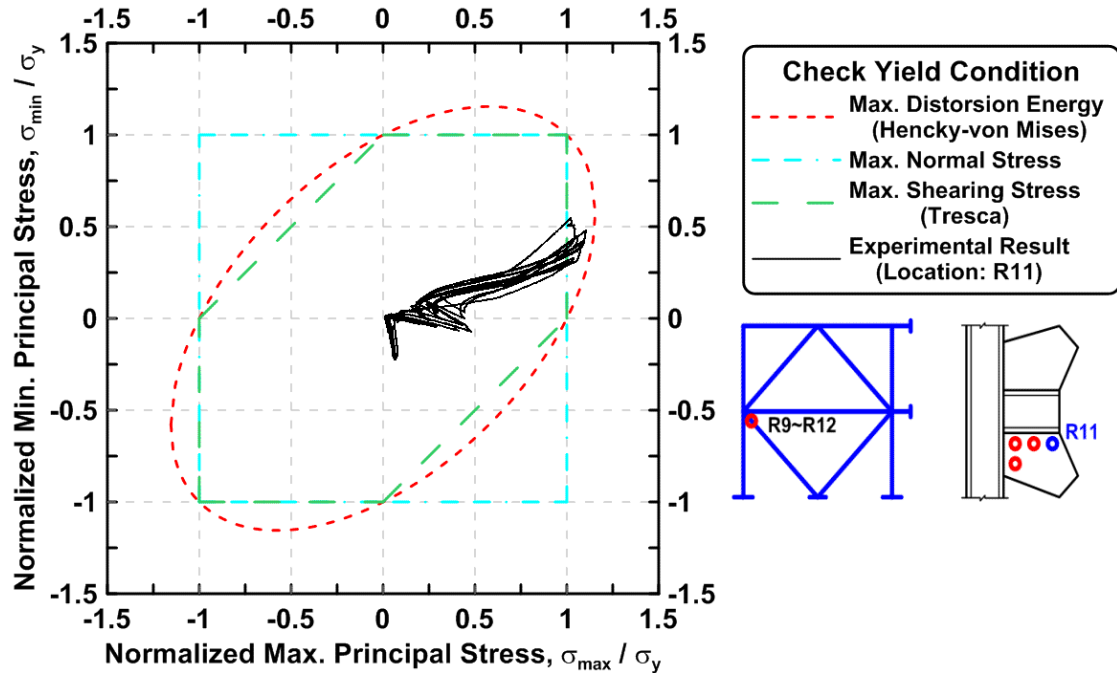 -1.5 -1 -0.5 0 0.5 1 1.5
1.5 1.5
1 1
0.5 0.5
0 0
-0.5 -0.5
-1 -1
-1.5 -1.5
-1.5 -1 -0.5 0 0.5 1 1.5
Normalized Min. Principal Stress, σmin / σy
Normalized Max. Principal Stress, σmax / σy
Check Yield Condition
Max. Distorsion Energy
(Hencky-von Mises)
Max. Normal Stress
Max. Shearing Stress
(Tresca)
Experimental Result
(Location: R11)
R9~R12
R11